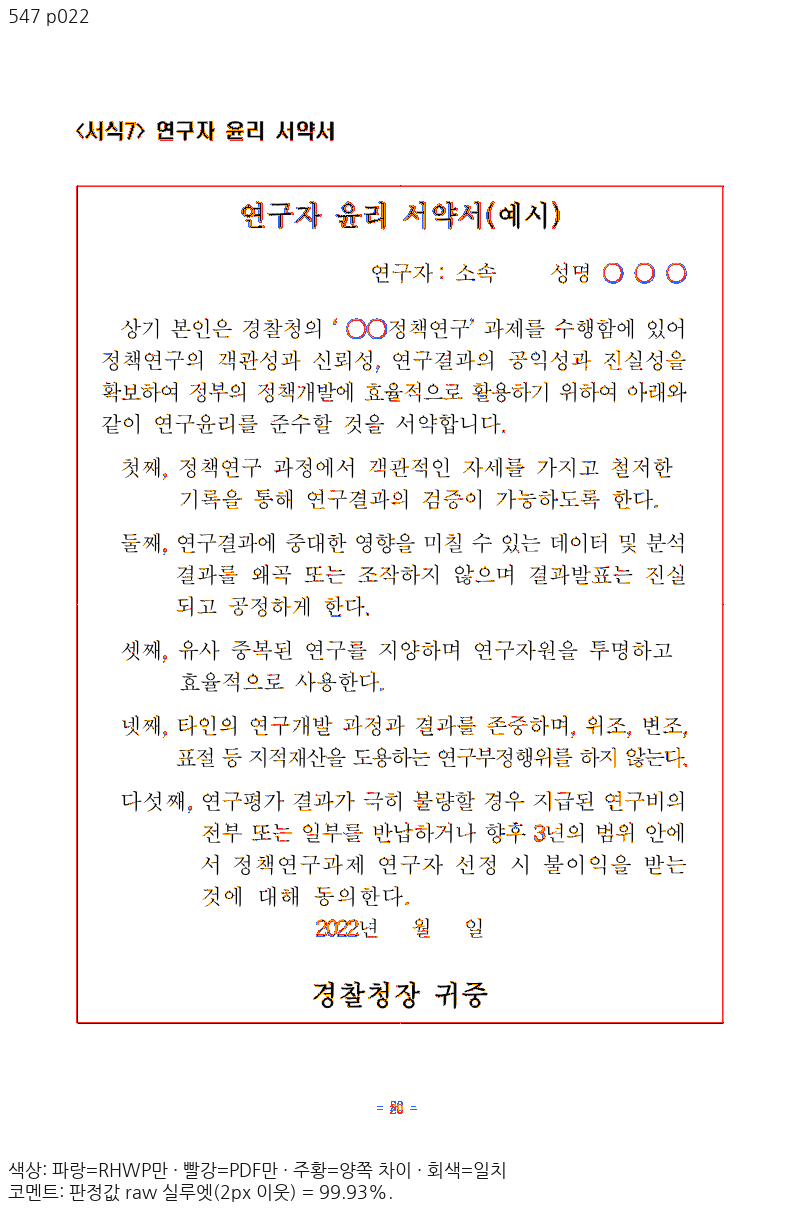 547 p022
<서식7> 연구자 윤리 서약서
연구자 윤리 서약서(예시)
연구자 : 소속 성명 ○ ○ ○
상기 본인은 경찰청의 ‘ ○○정책연구’ 과제를 수행함에 있어
정책연구의 객관성과 신뢰성, 연구결과의 공익성과 진실성을
확보하여 정부의 정책개발에 효율적으로 활용하기 위하여 아래와
같이 연구윤리를 준수할 것을 서약합니다.
첫째, 정책연구 과정에서 객관적인 자세를 가지고 철저한
기록을 통해 연구결과의 검증이 가능하도록 한다.
둘째, 연구결과에 중대한 영향을 미칠 수 있는 데이터 및 분석
결과를 왜곡 또는 조작하지 않으며 결과발표는 진실
되고 공정하게 한다.
셋째, 유사 중복된 연구를 지양하며 연구자원을 투명하고
효율적으로 사용한다.
넷째, 타인의 연구개발 과정과 결과를 존중하며, 위조, 변조,
표절 등 지적재산을 도용하는 연구부정행위를 하지 않는다.
다섯째, 연구평가 결과가 극히 불량할 경우 지급된 연구비의
전부 또는 일부를 반납하거나 향후 3년의 범위 안에
서 정책연구과제 연구자 선정 시 불이익을 받는
것에 대해 동의한다.
2022년 월 일
경찰청장 귀중
색상: 파랑=RHWP만 · 빨강=PDF만 · 주황=양쪽 차이 · 회색=일치
코멘트: 판정값 raw 실루엣(2px 이웃) = 99.93%.